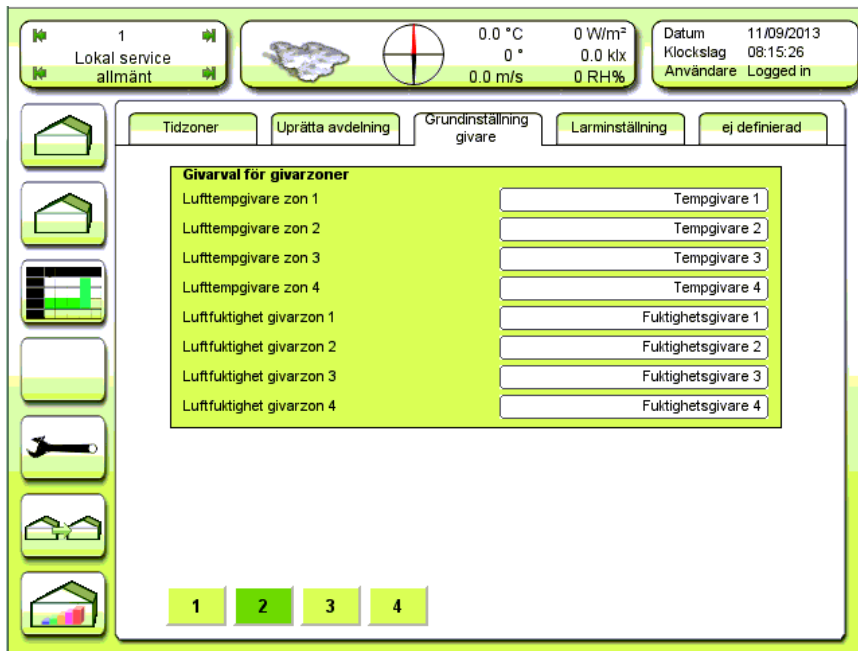 1
Lokal service
allmänt
0.0 °C
0 °
0.0 m/s
0 W/m²
0.0 klx
0 RH%
Datum 11/09/2013
Klockslag 08:15:26
Användare Logged in
Tidzoner
Uprätta avdelning
Grundinställning
givare
Larminställning
ej definierad
Givarval för givarzoner
Lufttempgivare zon 1 Tempgivare 1
Lufttempgivare zon 2 Tempgivare 2
Lufttempgivare zon 3 Tempgivare 3
Lufttempgivare zon 4 Tempgivare 4
Luftfuktighet givarzon 1 Fuktighetsgivare 1
Luftfuktighet givarzon 2 Fuktighetsgivare 2
Luftfuktighet givarzon 3 Fuktighetsgivare 3
Luftfuktighet givarzon 4 Fuktighetsgivare 4
1 2 3 4